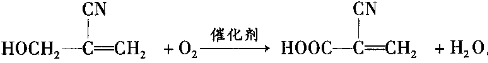 CN CN
HOCH₂—C=CH₂ + O₂ 催化剂 HOOC—C=CH₂ + H₂O.